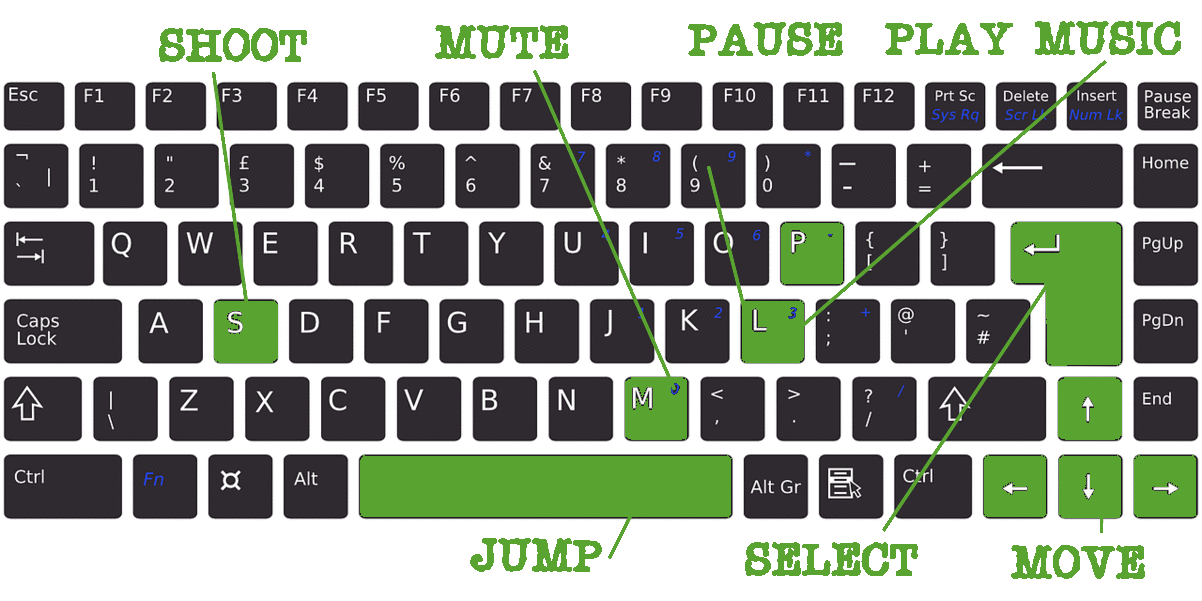 SHOOT MUTE PAUSE PLAY MUSIC
Esc F1 F2 F3 F4 F5 F6 F7 F8 F9 F10 F11 F12 Prt Sc Delete Insert Pause
Sys Rq Scr Lk Num Lk Break
¬ | ! " £ $ % ^ & 7 * 8 ( 9 ) * — + Home
` 1 2 3 4 5 6 7 8 9 0 - =
Q W E R T Y U 4 I 5 O 6 P - { } PgUp
[ ]
Caps A S D F G H J K 2 L 3 : + @ ~ PgDn
Lock ; ' #
| Z X C V B N M < > ? / End
\ , . /
Ctrl Fn Alt Alt Gr Ctrl
JUMP SELECT MOVE